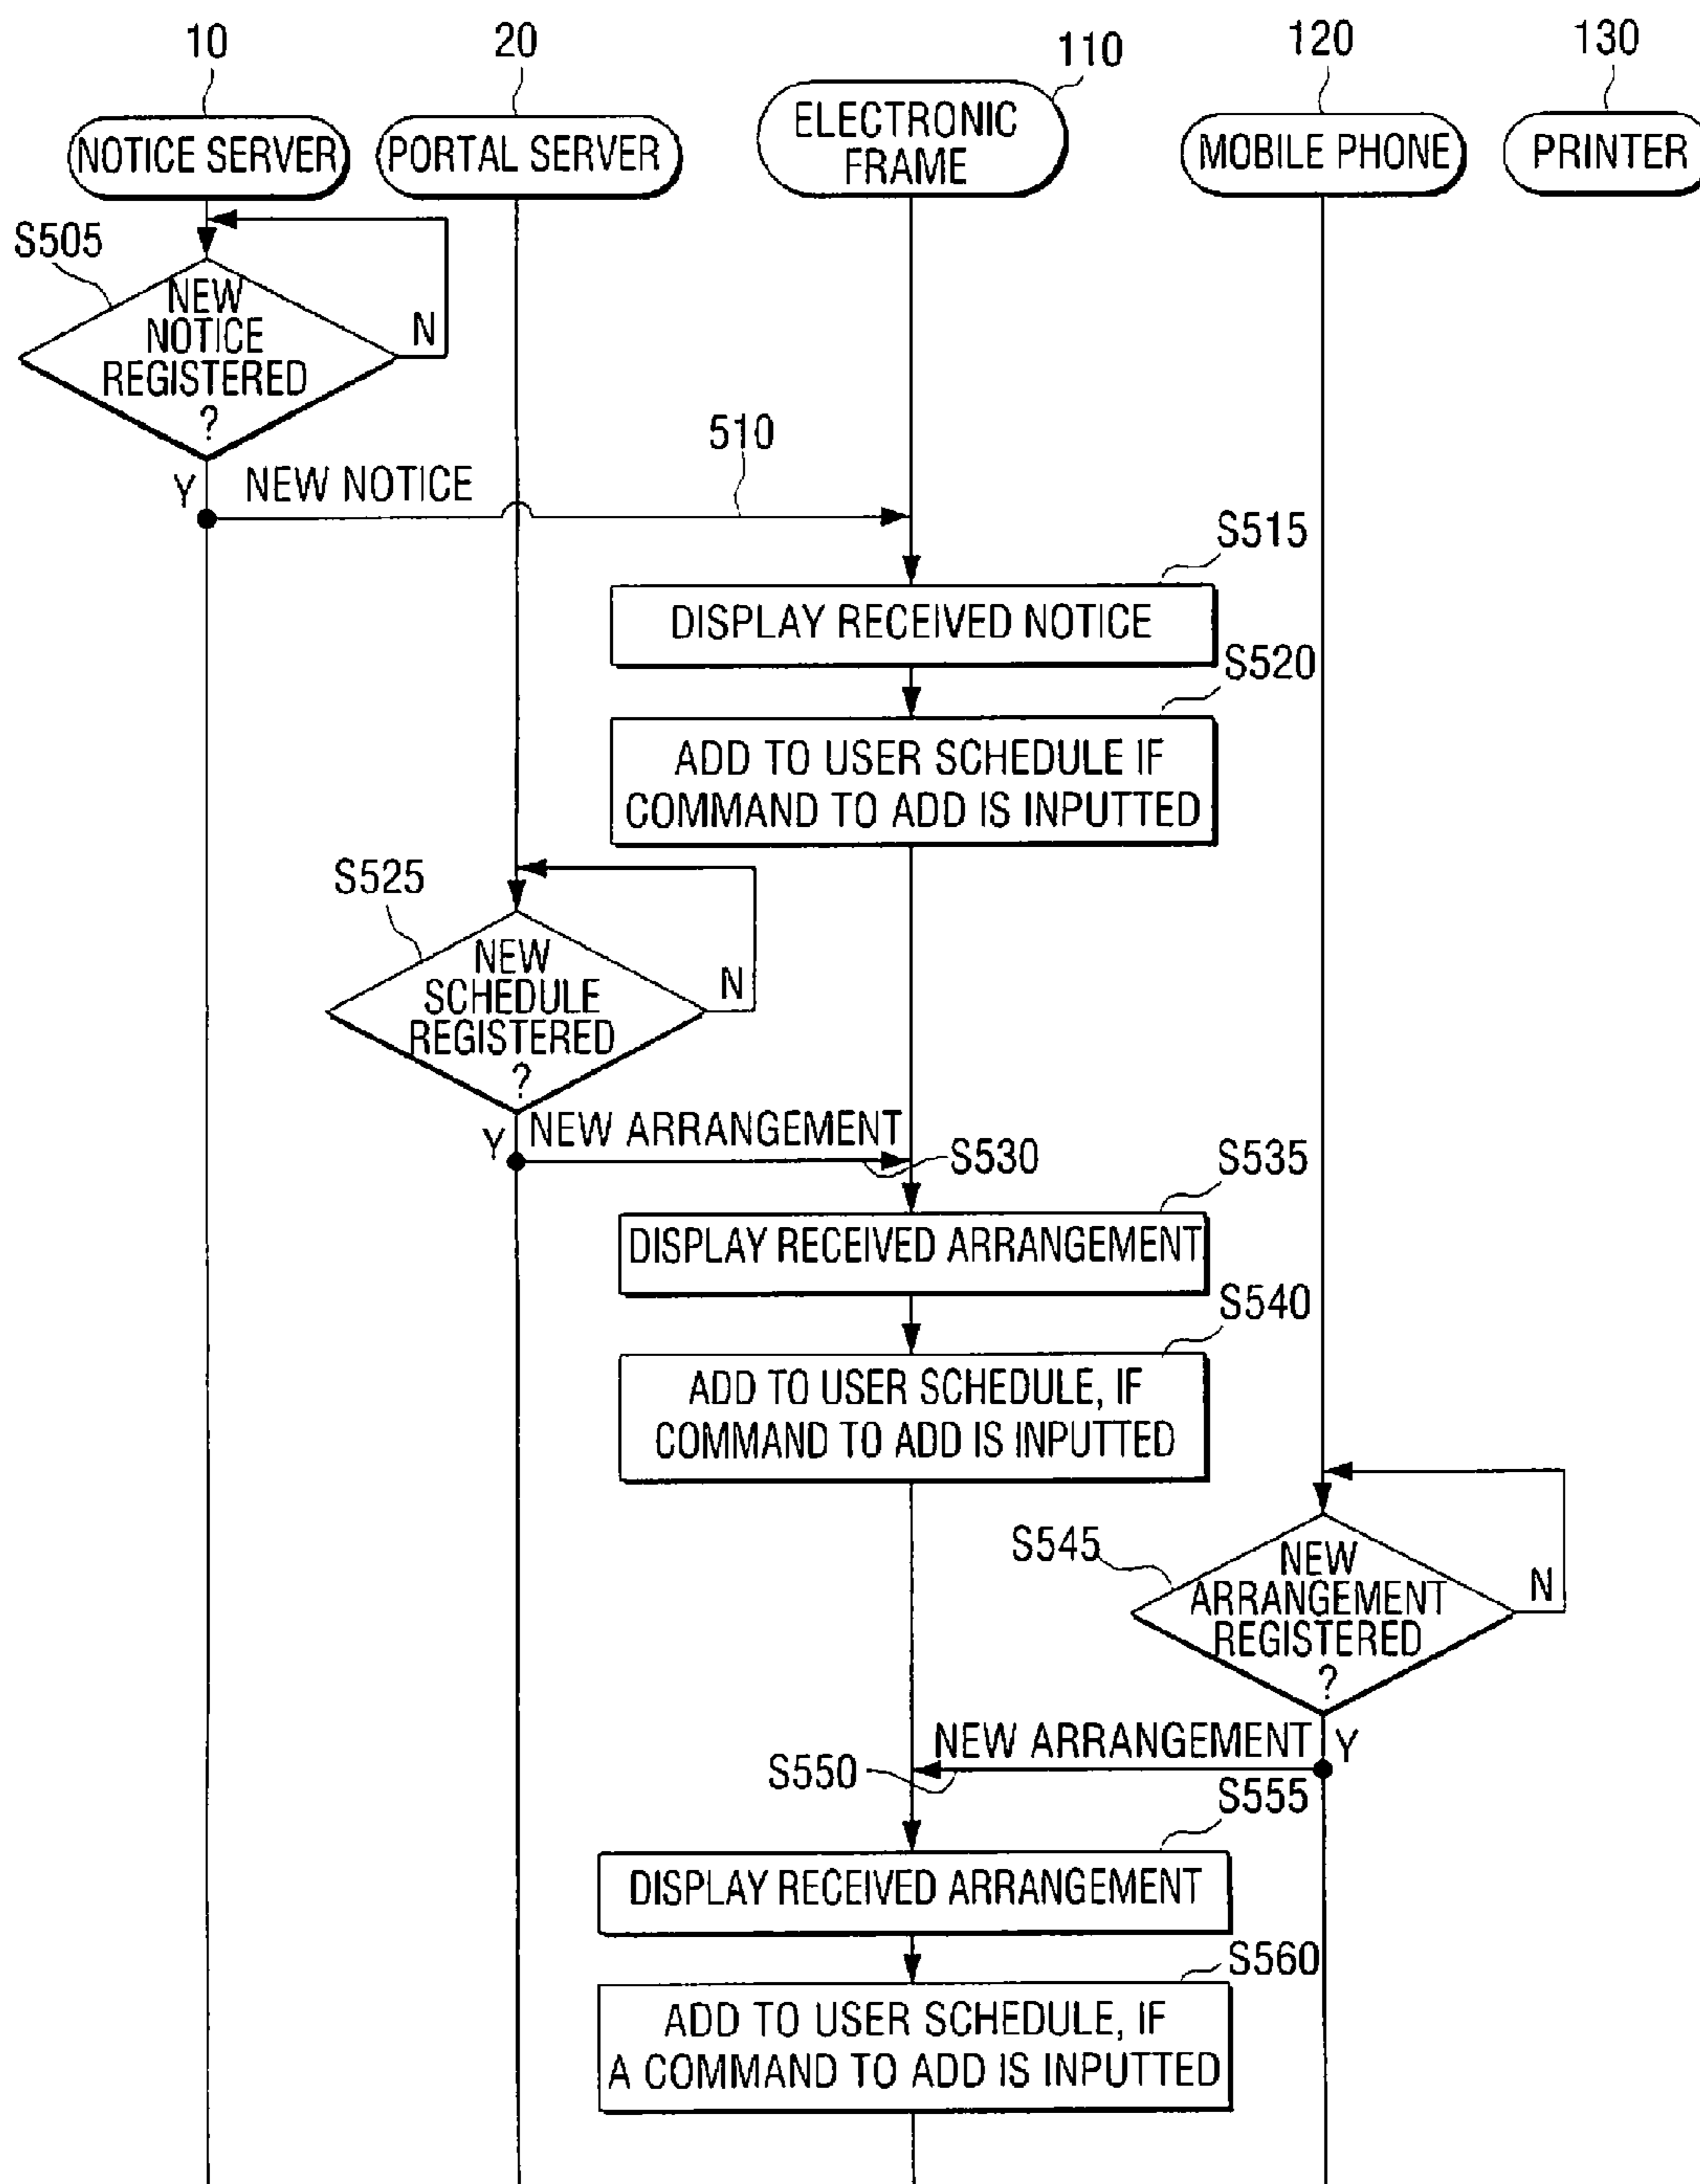 10
20
110
120
130
NOTICE SERVER
PORTAL SERVER
ELECTRONIC
FRAME
MOBILE PHONE
PRINTER
S505
NEW
NOTICE
REGISTERED
?
N
Y
NEW NOTICE
510
S515
DISPLAY RECEIVED NOTICE
S520
ADD TO USER SCHEDULE IF
COMMAND TO ADD IS INPUTTED
S525
NEW
SCHEDULE
REGISTERED
?
N
Y
NEW ARRANGEMENT
S530
S535
DISPLAY RECEIVED ARRANGEMENT
S540
ADD TO USER SCHEDULE, IF
COMMAND TO ADD IS INPUTTED
S545
NEW
ARRANGEMENT
REGISTERED
?
N
NEW ARRANGEMENT
Y
S550
S555
DISPLAY RECEIVED ARRANGEMENT
S560
ADD TO USER SCHEDULE, IF
A COMMAND TO ADD IS INPUTTED